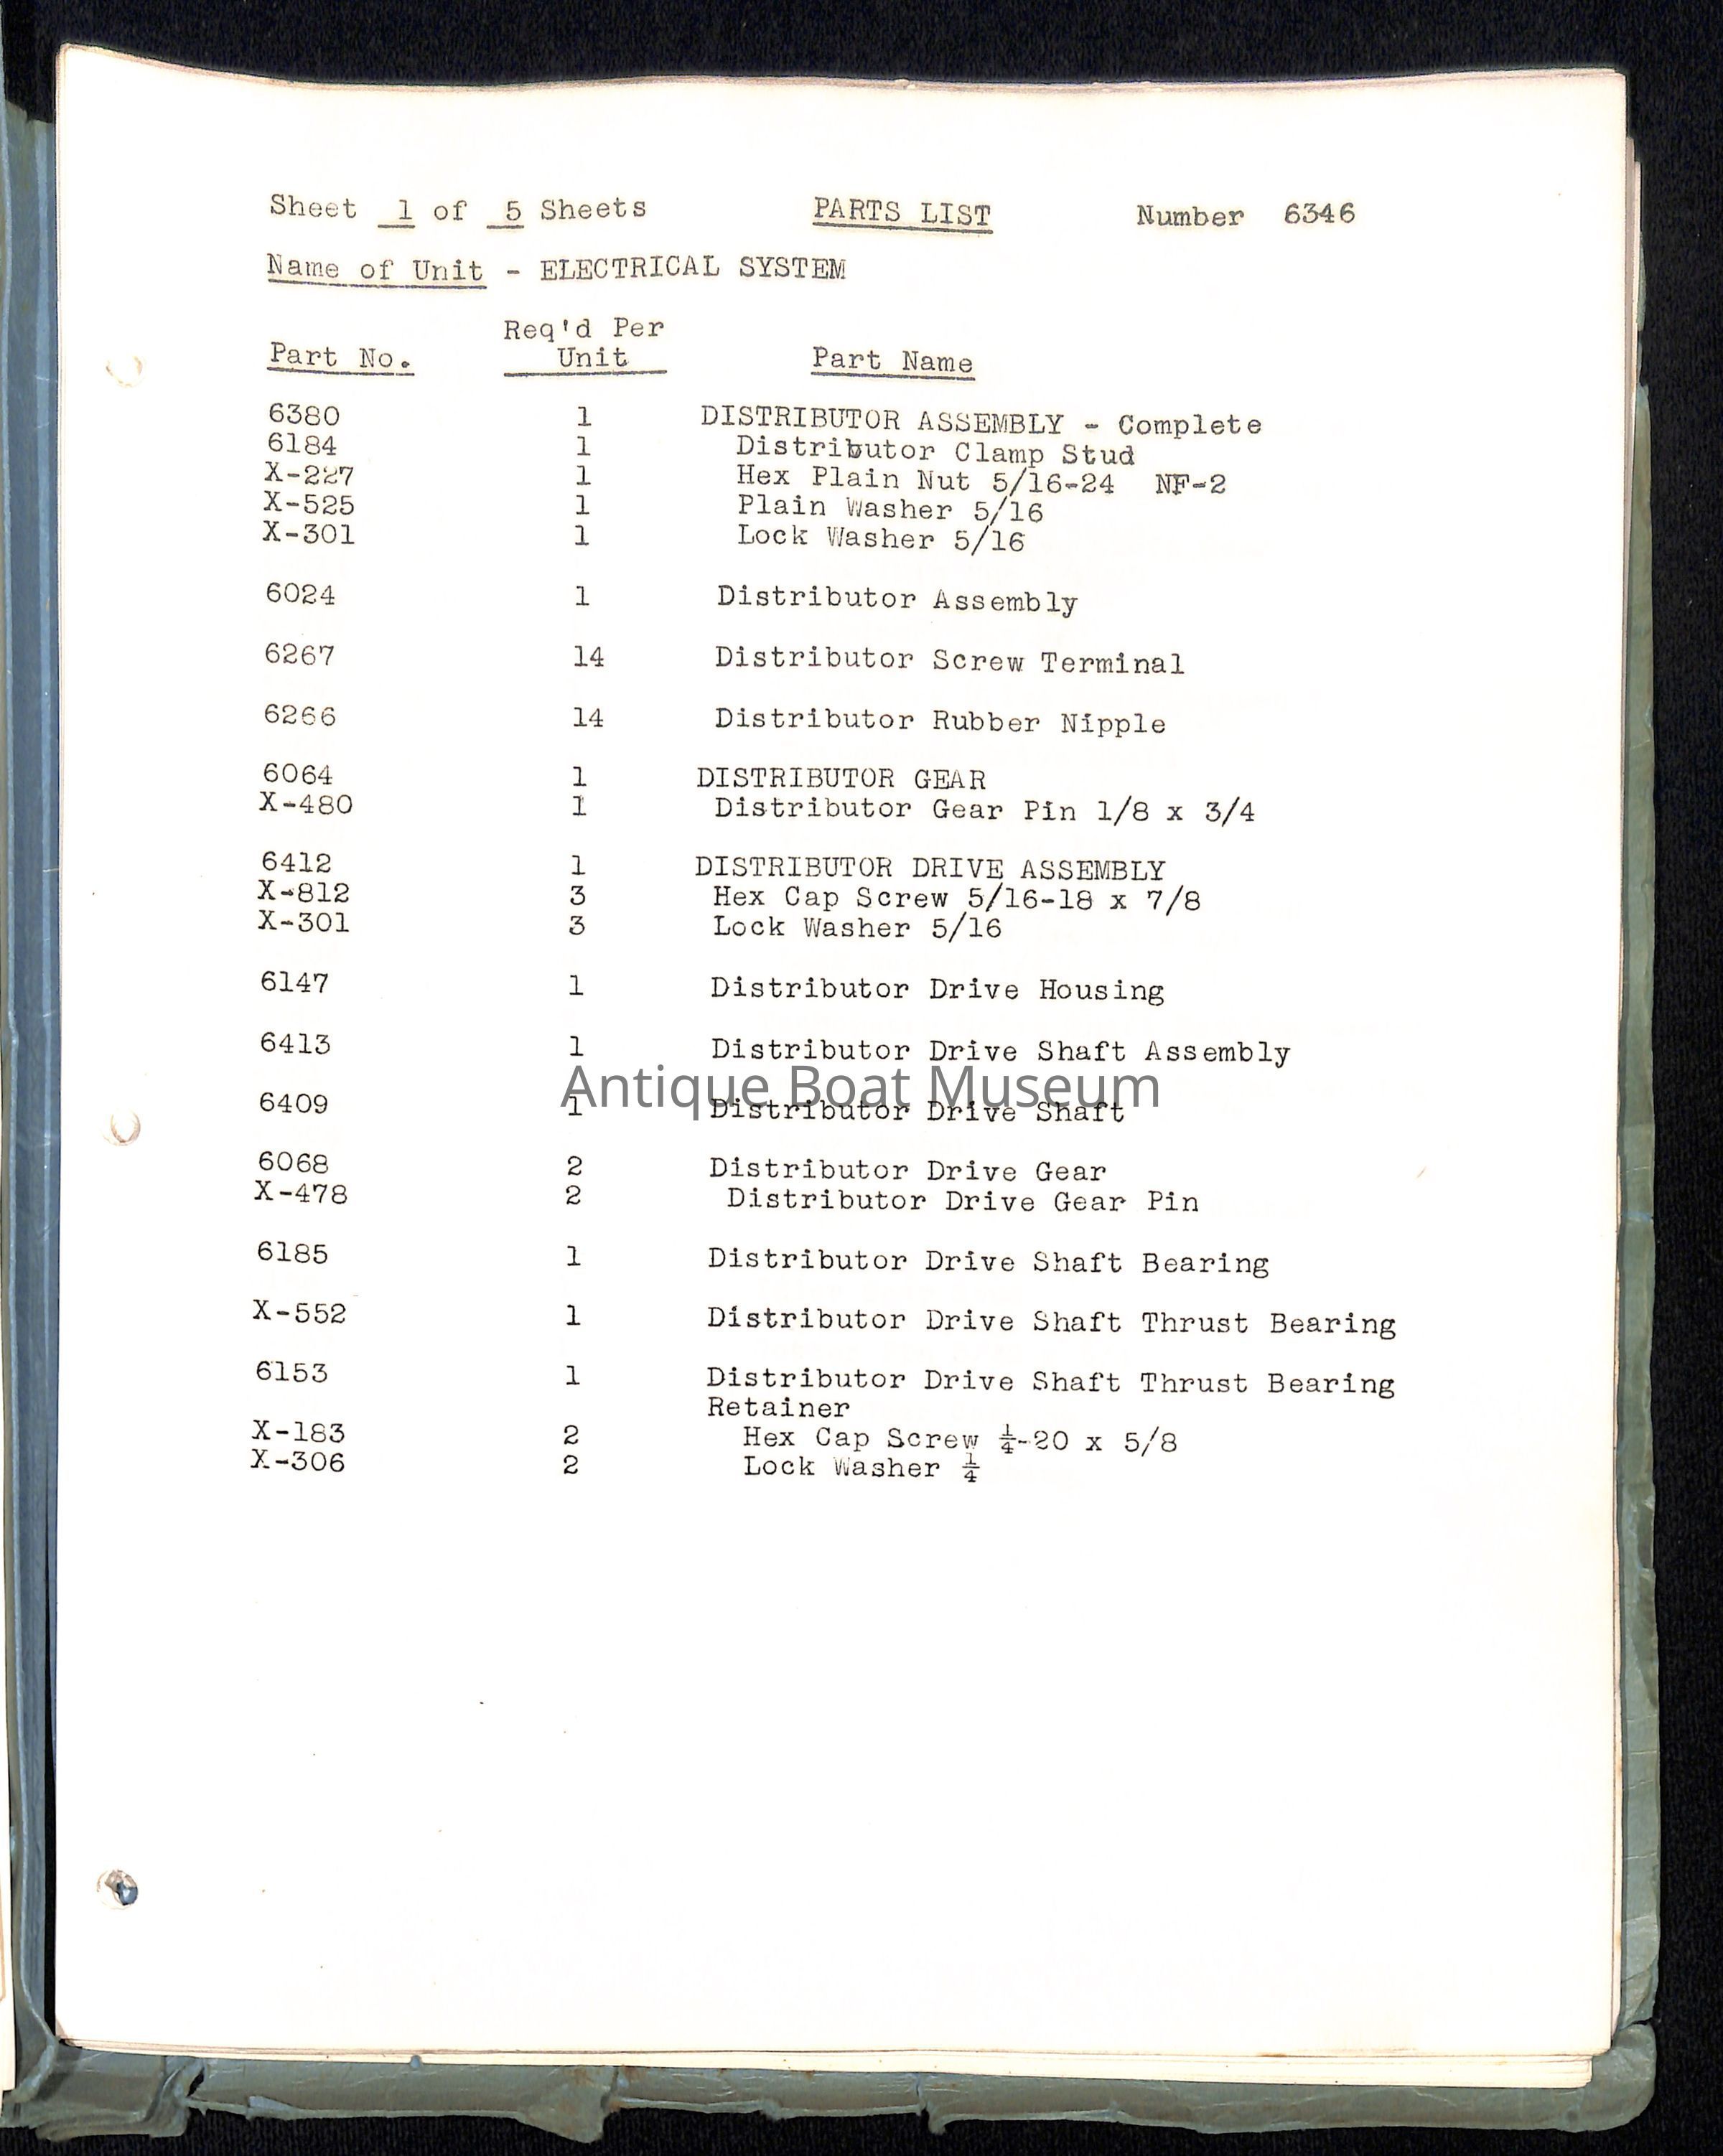 Sheet 1 of 5 Sheets PARTS LIST Number 6346
Name of Unit - ELECTRICAL SYSTEM
Req'd Per
Part No. Unit Part Name
6380 1 DISTRIBUTOR ASSEMBLY - Complete
6184 1 Distributor Clamp Stud
X-227 1 Hex Plain Nut 5/16-24 NF-2
X-525 1 Plain Washer 5/16
X-301 1 Lock Washer 5/16
6024 1 Distributor Assembly
6267 14 Distributor Screw Terminal
6266 14 Distributor Rubber Nipple
6064 1 DISTRIBUTOR GEAR
X-480 1 Distributor Gear Pin 1/8 x 3/4
6412 1 DISTRIBUTOR DRIVE ASSEMBLY
X-812 3 Hex Cap Screw 5/16-18 x 7/8
X-301 3 Lock Washer 5/16
6147 1 Distributor Drive Housing
6413 1 Distributor Drive Shaft Assembly
Antique Boat Museum
6409 1 Distributor Drive Shaft
6068 2 Distributor Drive Gear
X-478 2 Distributor Drive Gear Pin
6185 1 Distributor Drive Shaft Bearing
X-552 1 Distributor Drive Shaft Thrust Bearing
6153 1 Distributor Drive Shaft Thrust Bearing
Retainer
X-183 2 Hex Cap Screw ¼-20 x 5/8
X-306 2 Lock Washer ¼